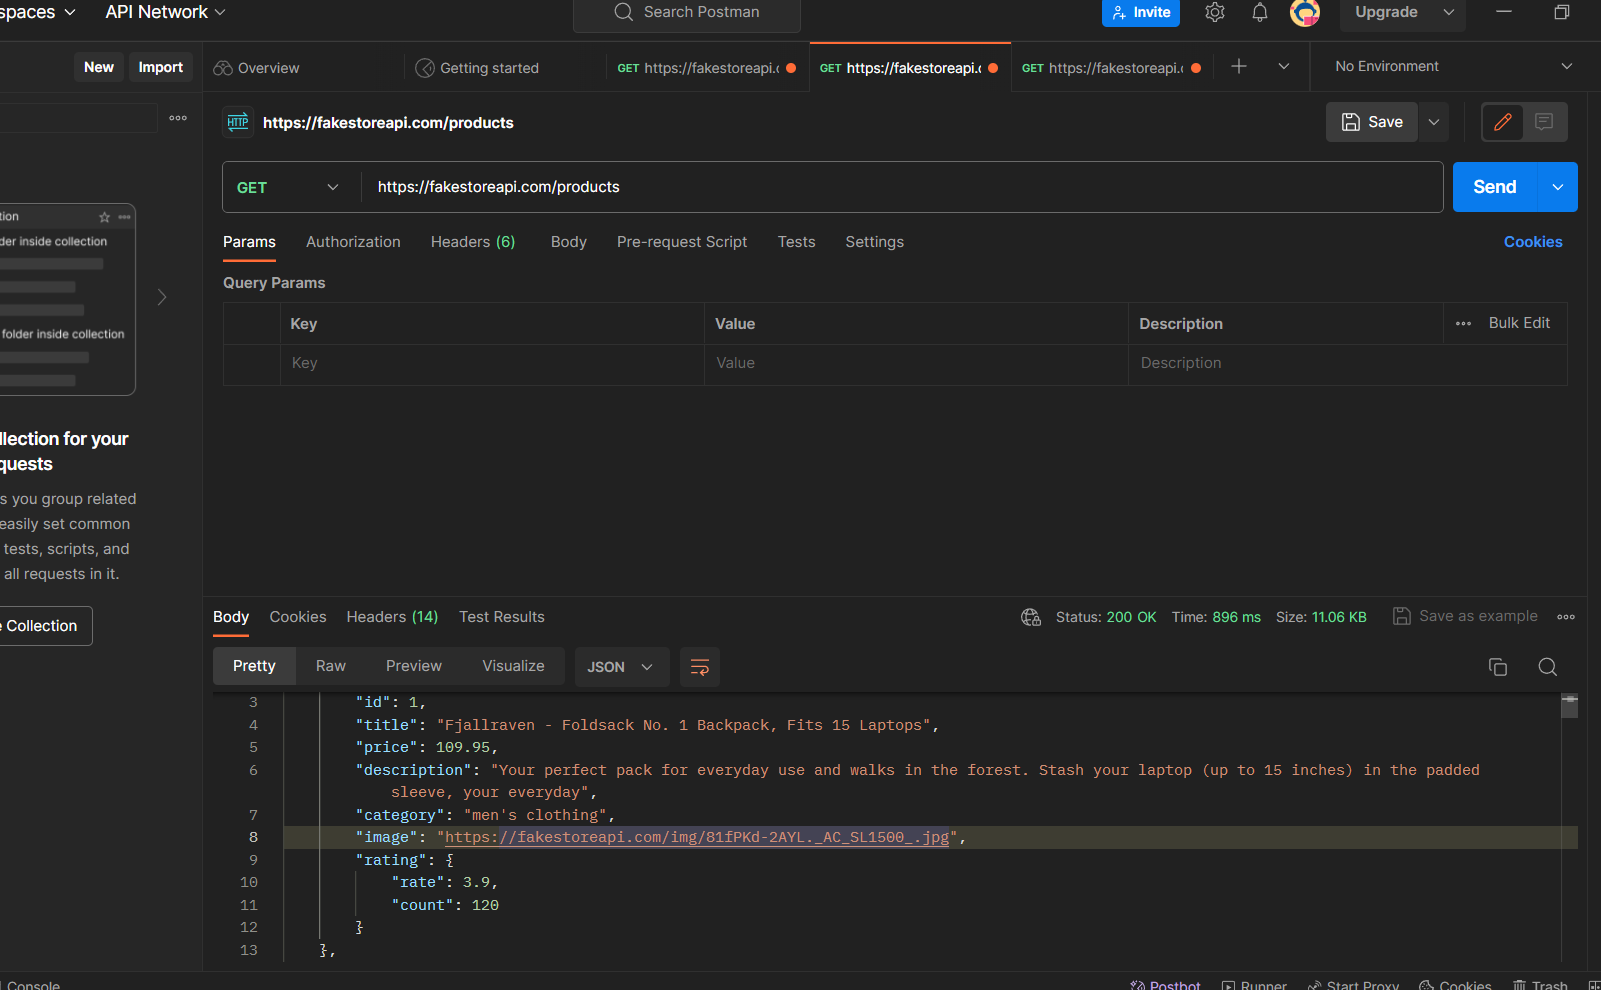 spaces API Network Search Postman Invite Upgrade
New Import Overview Getting started GET https://fakestoreapi.c GET https://fakestoreapi.c GET https://fakestoreapi.c No Environment
HTTP https://fakestoreapi.com/products Save
GET https://fakestoreapi.com/products Send
Params Authorization Headers (6) Body Pre-request Script Tests Settings Cookies
Query Params
Key Value Description Bulk Edit
Key Value Description
tion
der inside collection
folder inside collection
llection for your
quests
s you group related
easily set common
tests, scripts, and
all requests in it.
e Collection
Body Cookies Headers (14) Test Results Status: 200 OK Time: 896 ms Size: 11.06 KB Save as example
Pretty Raw Preview Visualize JSON
3 "id": 1,
4 "title": "Fjallraven - Foldsack No. 1 Backpack, Fits 15 Laptops",
5 "price": 109.95,
6 "description": "Your perfect pack for everyday use and walks in the forest. Stash your laptop (up to 15 inches) in the padded
sleeve, your everyday",
7 "category": "men's clothing",
8 "image": "https://fakestoreapi.com/img/81fPKd-2AYL._AC_SL1500_.jpg",
9 "rating": {
10 "rate": 3.9,
11 "count": 120
12 }
13 },
Console Postbot Runner Start Proxy Cookies Trash